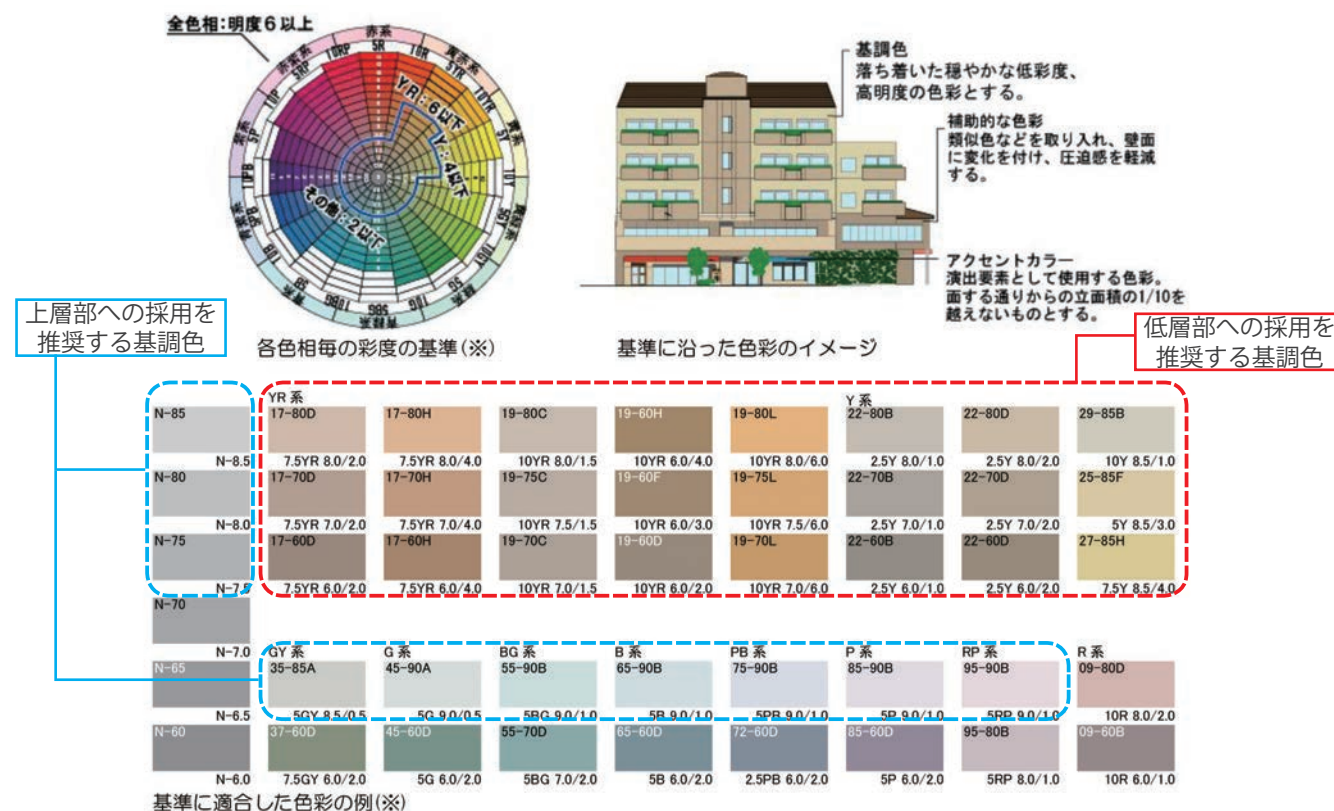 全色相:明度6以上
赤系
黄赤系
黄系
黄緑系
緑系
青緑系
青系
青紫系
紫系
赤紫系
5R
10R
5YR
10YR
5Y
10Y
5GY
10GY
5G
10G
5BG
10BG
5B
10B
5PB
10PB
5P
10P
5RP
10RP
YR:6以下
Y:4以下
その他:2以下
各色相毎の彩度の基準(※)
基調色
落ち着いた穏やかな低彩度、
高明度の色彩とする。
補助的な色彩
類似色などを取り入れ、壁面
に変化を付け、圧迫感を軽減
する。
アクセントカラー
演出要素として使用する色彩。
面する通りからの立面積の1/10を
越えないものとする。
基準に沿った色彩のイメージ
上層部への採用を
推奨する基調色
低層部への採用を
推奨する基調色
YR系 Y系
N-85 17-80D 17-80H 19-80C 19-60H 19-80L 22-80B 22-80D 29-85B
N-8.5 7.5YR 8.0/2.0 7.5YR 8.0/4.0 10YR 8.0/1.5 10YR 6.0/4.0 10YR 8.0/6.0 2.5Y 8.0/1.0 2.5Y 8.0/2.0 10Y 8.5/1.0
N-80 17-70D 17-70H 19-75C 19-60F 19-75L 22-70B 22-70D 25-85F
N-8.0 7.5YR 7.0/2.0 7.5YR 7.0/4.0 10YR 7.5/1.5 10YR 6.0/3.0 10YR 7.5/6.0 2.5Y 7.0/1.0 2.5Y 7.0/2.0 5Y 8.5/3.0
N-75 17-60D 17-60H 19-70C 19-60D 19-70L 22-60B 22-60D 27-85H
N-7.5 7.5YR 6.0/2.0 7.5YR 6.0/4.0 10YR 7.0/1.5 10YR 6.0/2.0 10YR 7.0/6.0 2.5Y 6.0/1.0 2.5Y 6.0/2.0 7.5Y 8.5/4.0
N-70
N-7.0 GY系 G系 BG系 B系 PB系 P系 RP系 R系
N-65 35-85A 45-90A 55-90B 65-90B 75-90B 85-90B 95-90B 09-80D
N-6.5 5GY 8.5/0.5 5G 9.0/0.5 5BG 9.0/1.0 5B 9.0/1.0 5PB 9.0/1.0 5P 9.0/1.0 5RP 9.0/1.0 10R 8.0/2.0
N-60 37-60D 45-60D 55-70D 65-60D 72-60D 85-60D 95-80B 09-60B
N-6.0 7.5GY 6.0/2.0 5G 6.0/2.0 5BG 7.0/2.0 5B 6.0/2.0 2.5PB 6.0/2.0 5P 6.0/2.0 5RP 8.0/1.0 10R 6.0/1.0
基準に適合した色彩の例(※)